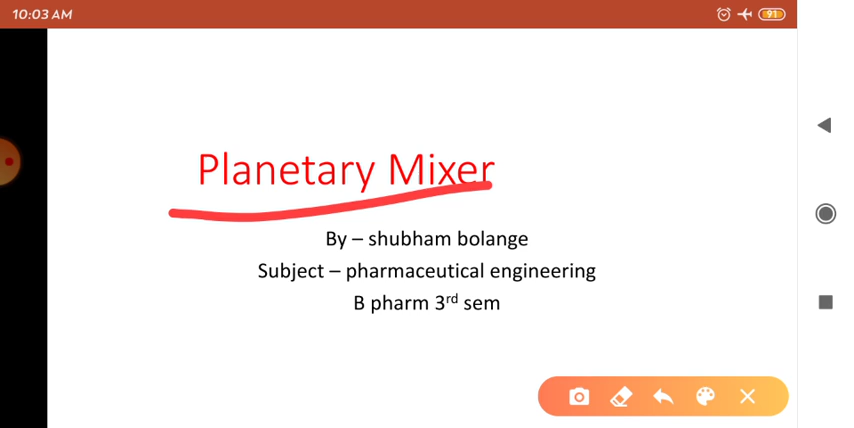 10:03 AM
91
Planetary Mixer
By – shubham bolange
Subject – pharmaceutical engineering
B pharm 3rd sem